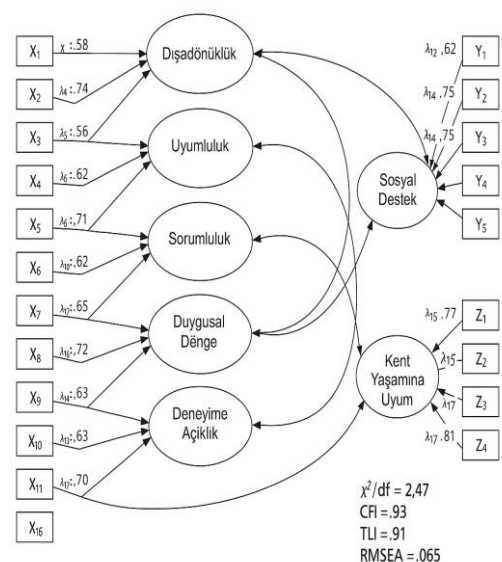 X₁
χ :.58
X₂
λ₄:.74
X₃
λ₅:.56
X₄
λ₆:.62
X₅
λ₆:,71
X₆
λ₁₀:,62
X₇
λ₁₇:.65
X₈
λ₁₆:,72
X₉
λ₁₄:,63
X₁₀
λ₁₃:,63
X₁₁
λ₁₇:,70
X₁₆
Dışadönüklük
Uyumluluk
Sorumluluk
Duygusal
Dënge
Deneyime
Açiklık
Sosyal
Destek
Kent
Yaşamına
Uyum
λ₁₂, 62
Y₁
λ₁₄ .75
Y₂
λ₁₄ ,75
Y₃
Y₄
Y₅
λ₁₅ .77
Z₁
λ₁₅
Z₂
λ₁₇
Z₃
λ₁₇ .81
Z₄
χ²/df = 2,47
CFI =.93
TLI =.91
RMSEA =.065